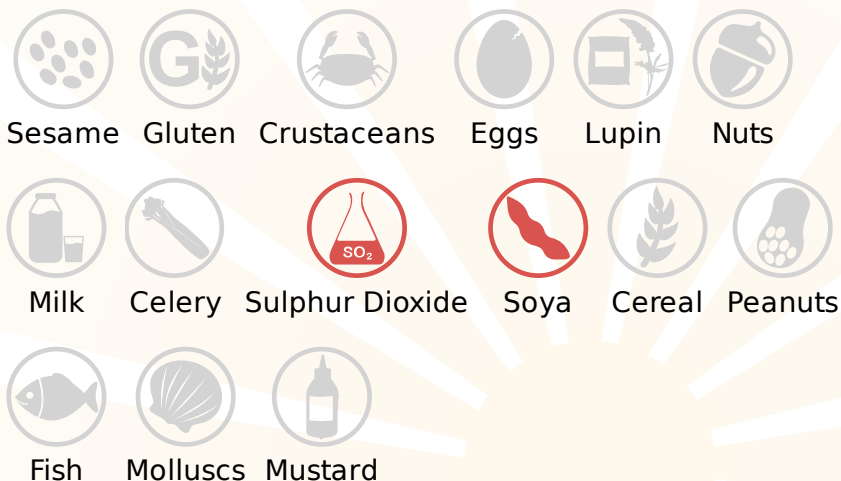 G
Sesame Gluten Crustaceans Eggs Lupin Nuts
SO₂
Milk Celery Sulphur Dioxide Soya Cereal Peanuts
Fish Molluscs Mustard